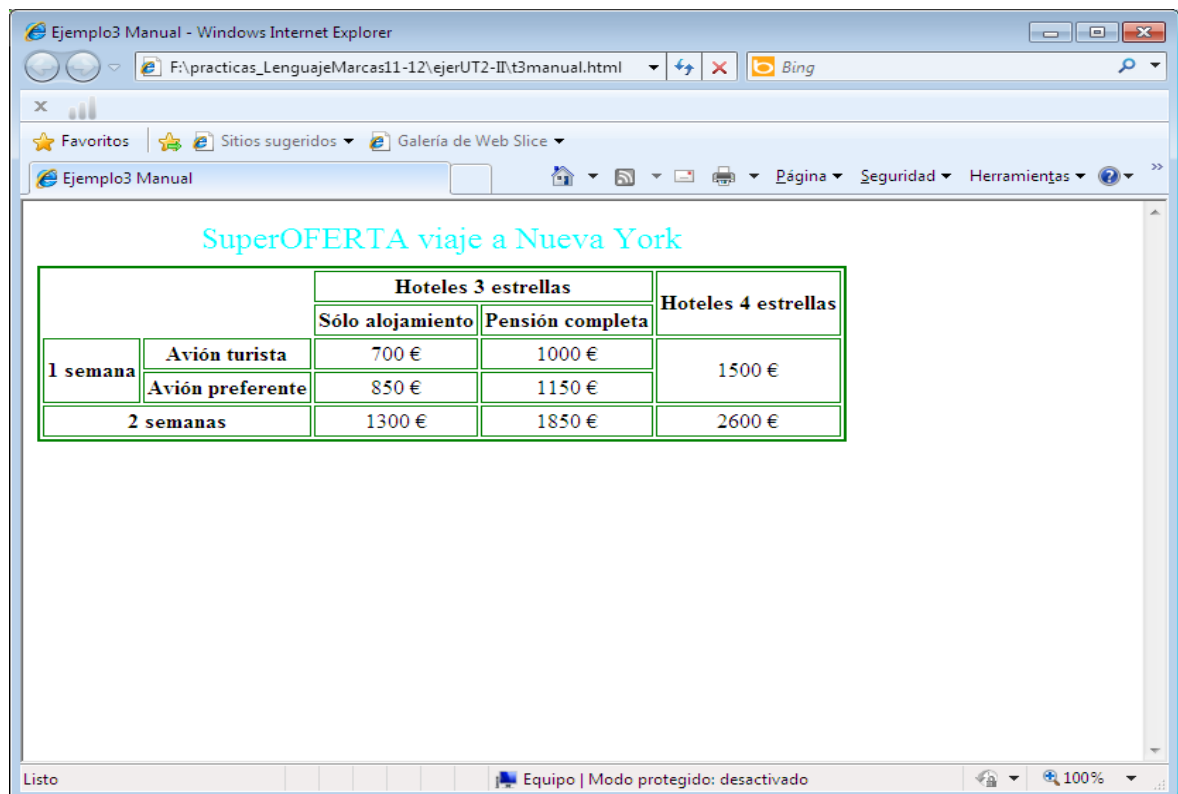 Ejemplo3 Manual - Windows Internet Explorer
F:\practicas_LenguajeMarcas11-12\ejerUT2-II\t3manual.html
Bing
x
Favoritos
Sitios sugeridos
Galería de Web Slice
Ejemplo3 Manual
Página
Seguridad
Herramientas
SuperOFERTA viaje a Nueva York
Hoteles 3 estrellas
Hoteles 4 estrellas
Sólo alojamiento
Pensión completa
1 semana
Avión turista
700 €
1000 €
1500 €
Avión preferente
850 €
1150 €
2 semanas
1300 €
1850 €
2600 €
Listo
Equipo | Modo protegido: desactivado
100%